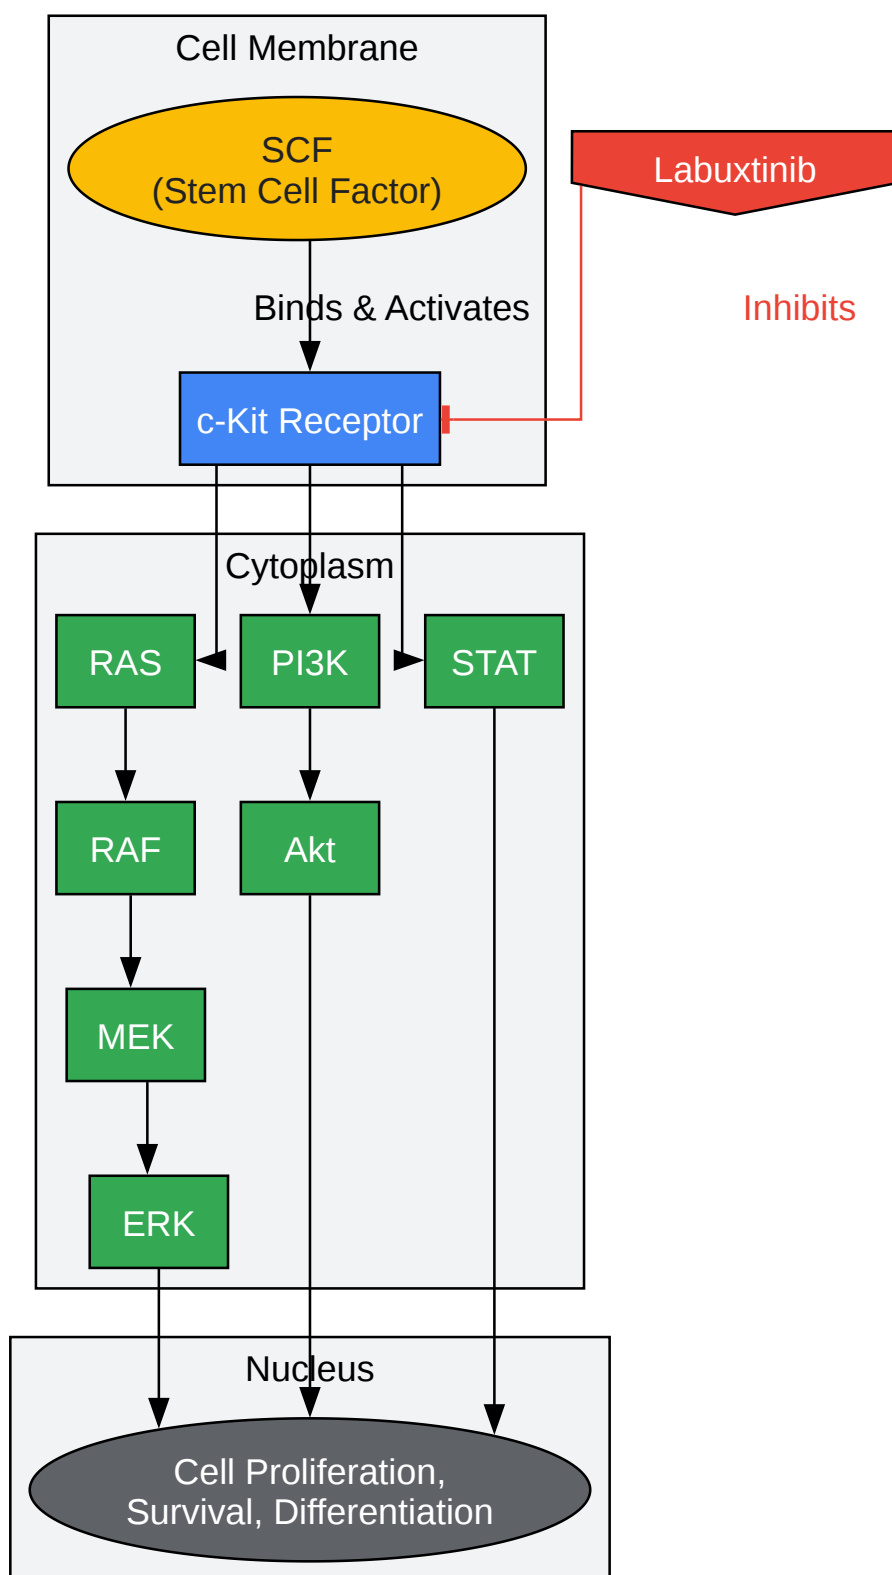 Cell Membrane
SCF
(Stem Cell Factor)
Labuxtinib
Binds & Activates
Inhibits
c-Kit Receptor
Cytoplasm
RAS
PI3K
STAT
RAF
Akt
MEK
ERK
Nucleus
Cell Proliferation,
Survival, Differentiation